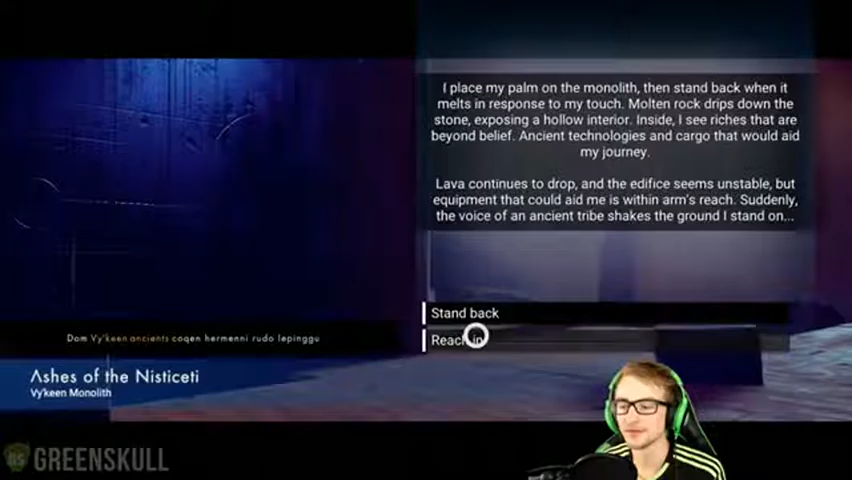 I place my palm on the monolith, then stand back when it
melts in response to my touch. Molten rock drips down the
stone, exposing a hollow interior. Inside, I see riches that are
beyond belief. Ancient technologies and cargo that would aid
my journey.
Lava continues to drop, and the edifice seems unstable, but
equipment that could aid me is within arm's reach. Suddenly,
the voice of an ancient tribe shakes the ground I stand on...
Stand back
Reach in
Dom Vy'keen ancients coqen hermenni rudo lepinggu
Ashes of the Nisticeti
Vy'keen Monolith
GREENSKULL